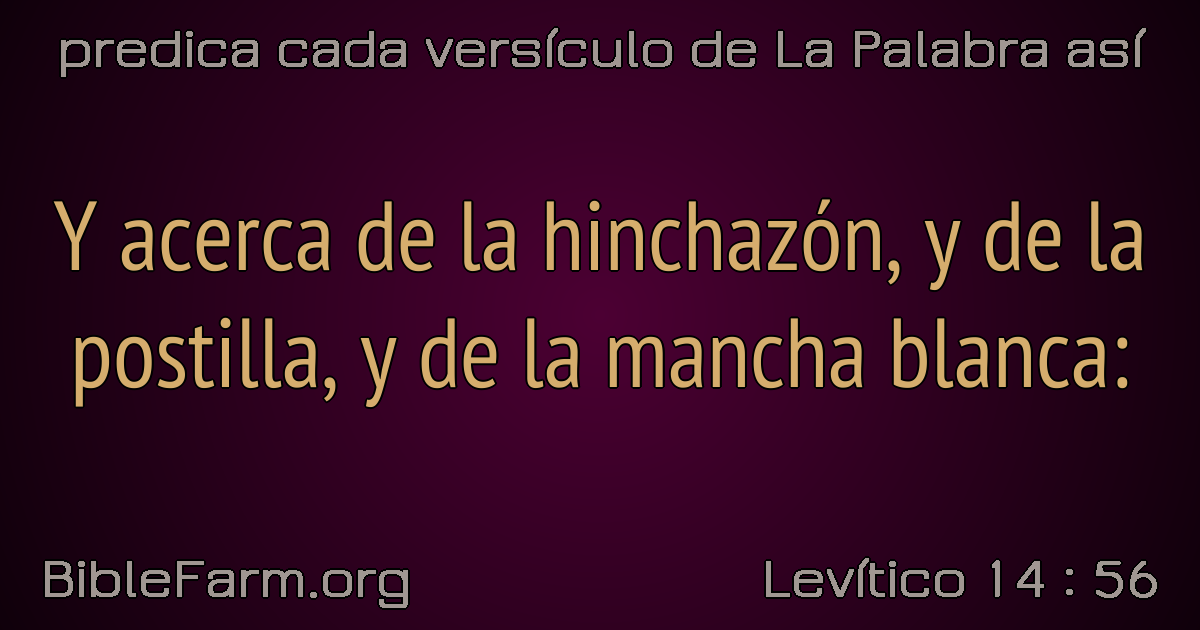 predica cada versículo de La Palabra así
Y acerca de la hinchazón, y de la
postilla, y de la mancha blanca:
BibleFarm.org
Levítico 14 : 56